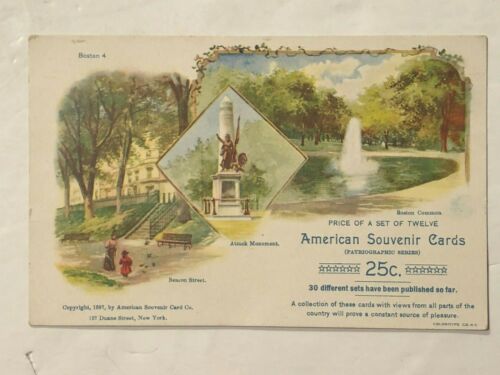 Boston 4
Boston Common.
Attuck Monument.
Beacon Street.
PRICE OF A SET OF TWELVE
American Souvenir Cards
(PATRIOGRAPHIC SERIES)
25c.
30 different sets have been published so far.
A collection of these cards with views from all parts of the
country will prove a constant source of pleasure.
Copyright, 1897, by American Souvenir Card Co.
127 Duane Street, New York.